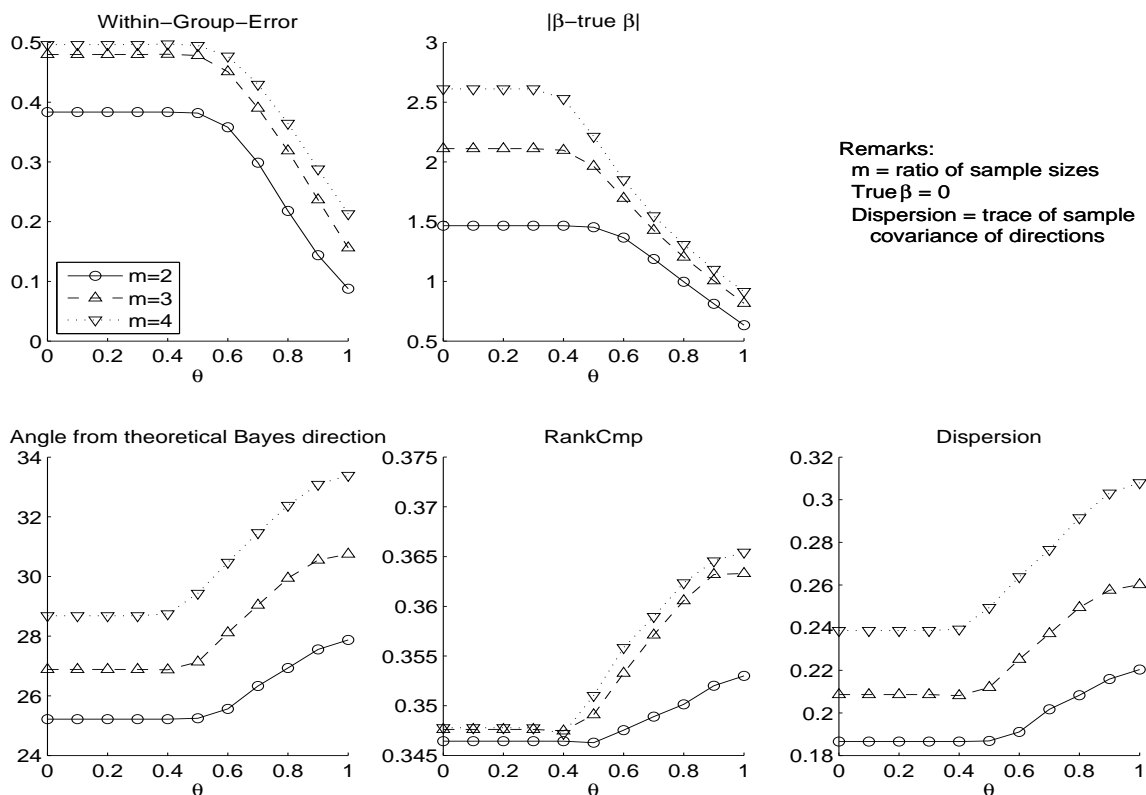 Within−Group−Error
0.5
0.4
0.3
0.2
0.1
0
m=2
m=3
m=4
0 0.2 0.4 0.6 0.8 1
θ
|β−true β|
3
2.5
2
1.5
1
0.5
0 0.2 0.4 0.6 0.8 1
θ
Remarks:
m = ratio of sample sizes
True β = 0
Dispersion = trace of sample
covariance of directions
Angle from theoretical Bayes direction
34
32
30
28
26
24
0 0.2 0.4 0.6 0.8 1
θ
RankCmp
0.375
0.37
0.365
0.36
0.355
0.35
0.345
0 0.2 0.4 0.6 0.8 1
θ
Dispersion
0.32
0.3
0.28
0.26
0.24
0.22
0.2
0.18
0 0.2 0.4 0.6 0.8 1
θ